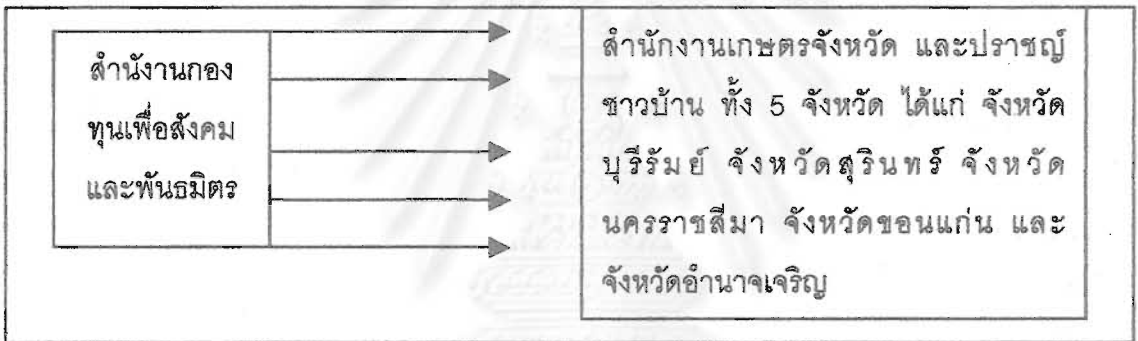 สำนังานกอง
ทุนเพื่อสังคม
และพันธมิตร
สำนักงานเกษตรจังหวัด และปราชญ์
ชาวบ้าน ทั้ง 5 จังหวัด ได้แก่ จังหวัด
บุรีรัมย์ จังหวัดสุรินทร์ จังหวัด
นครราชสีมา จังหวัดขอนแก่น และ
จังหวัดอำนาจเจริญ